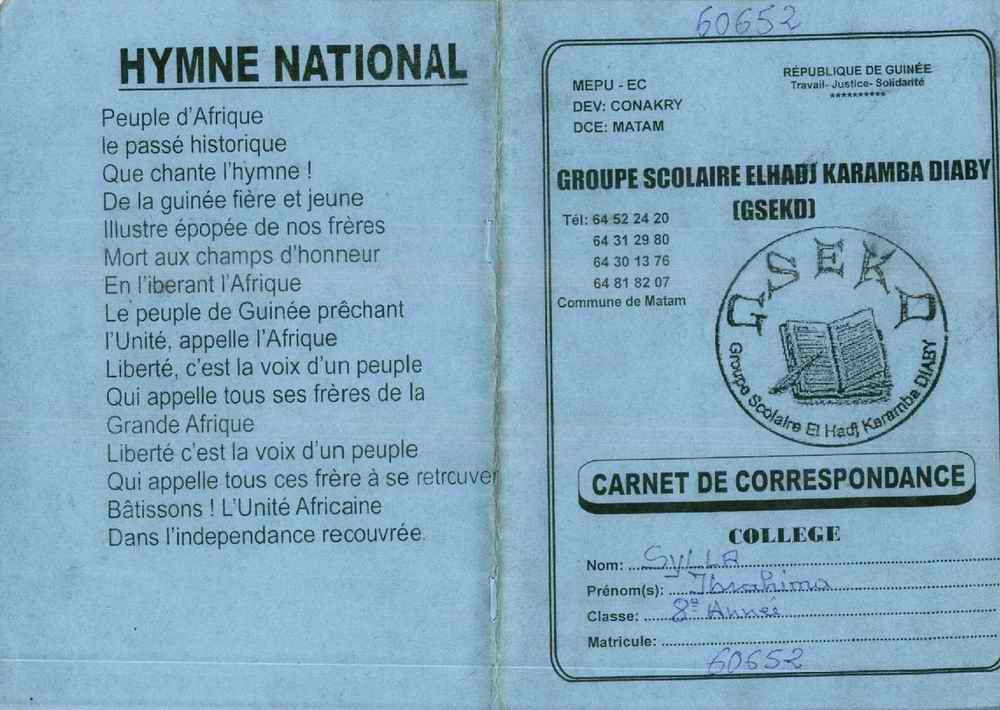 HYMNE NATIONAL
Peuple d'Afrique
le passé historique
Que chante l'hymne !
De la guinée fière et jeune
Illustre épopée de nos frères
Mort aux champs d'honneur
En l'iberant l'Afrique
Le peuple de Guinée prêchant
l'Unité, appelle l'Afrique
Liberté, c'est la voix d'un peuple
Qui appelle tous ses frères de la
Grande Afrique
Liberté c'est la voix d'un peuple
Qui appelle tous ces frère à se retrcuver
Bâtissons ! L'Unité Africaine
Dans l'independance recouvrée.
60652
MEPU - EC
DEV: CONAKRY
DCE: MATAM
RÉPUBLIQUE DE GUINÉE
Travail- Justice- Solidarité
**********
GROUPE SCOLAIRE ELHADJ KARAMBA DIABY
(GSEKD)
Tél: 64 52 24 20
64 31 29 80
64 30 13 76
64 81 82 07
Commune de Matam
GSEKD
Groupe Scolaire El Hadj Karamba DIABY
CARNET DE CORRESPONDANCE
COLLEGE
Nom: SYLLA
Prénom(s): Ibrahima
Classe: 8e Année
Matricule:
60652